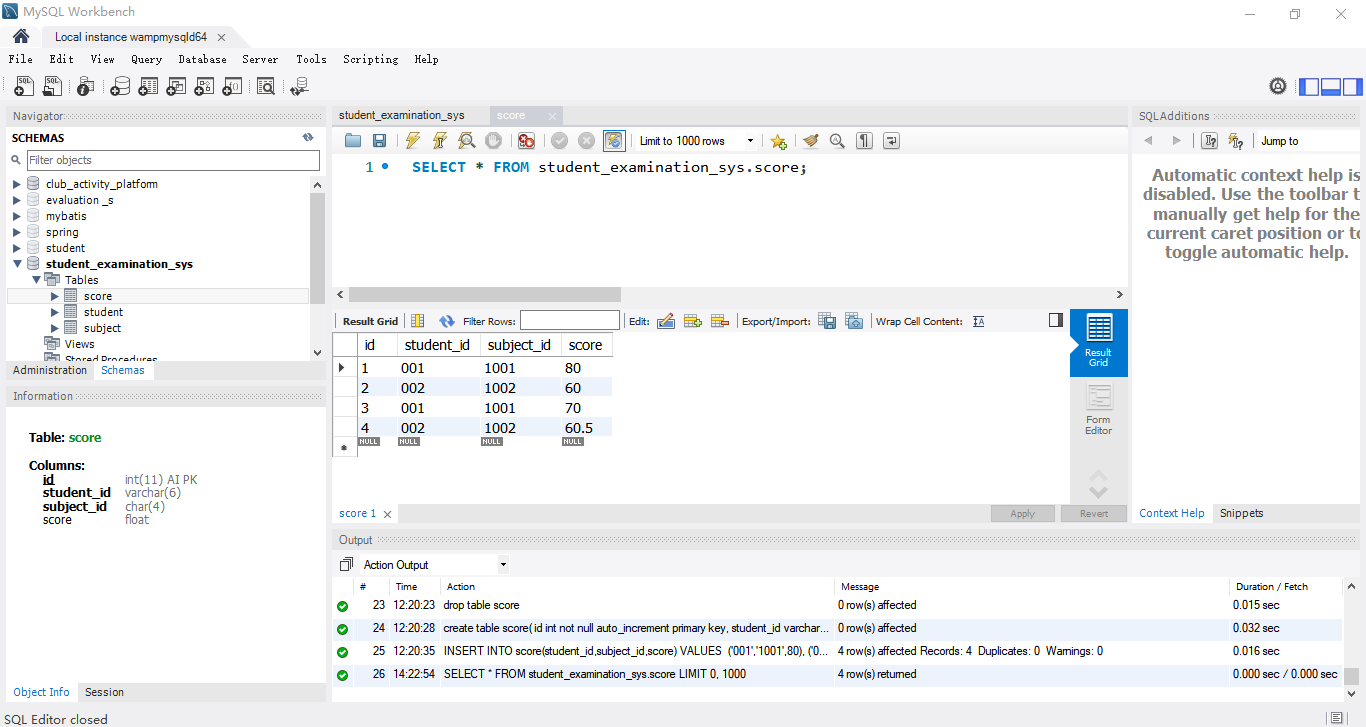 MySQL Workbench
Local instance wampmysqld64
File Edit View Query Database Server Tools Scripting Help
Navigator
SCHEMAS
Filter objects
club_activity_platform
evaluation _s
mybatis
spring
student
student_examination_sys
Tables
score
student
subject
Views
Stored Procedures
Administration Schemas
Information
Table: score
Columns:
id int(11) AI PK
student_id varchar(6)
subject_id char(4)
score float
Object Info Session
student_examination_sys score
Limit to 1000 rows
1 SELECT * FROM student_examination_sys.score;
Result Grid Filter Rows: Edit: Export/Import: Wrap Cell Content:
id student_id subject_id score
1 001 1001 80
2 002 1002 60
3 001 1001 70
4 002 1002 60.5
NULL NULL NULL NULL
Result
Grid
Form
Editor
score 1 Apply Revert
SQLAdditions
Jump to
Automatic context help is
disabled. Use the toolbar t
manually get help for the
current caret position or to
toggle automatic help.
Context Help Snippets
Output
Action Output
# Time Action Message Duration / Fetch
23 12:20:23 drop table score 0 row(s) affected 0.015 sec
24 12:20:28 create table score( id int not null auto_increment primary key, student_id varchar... 0 row(s) affected 0.032 sec
25 12:20:35 INSERT INTO score(student_id,subject_id,score) VALUES ('001','1001',80), ('0... 4 row(s) affected Records: 4 Duplicates: 0 Warnings: 0 0.016 sec
26 14:22:54 SELECT * FROM student_examination_sys.score LIMIT 0, 1000 4 row(s) returned 0.000 sec / 0.000 sec
SQL Editor closed